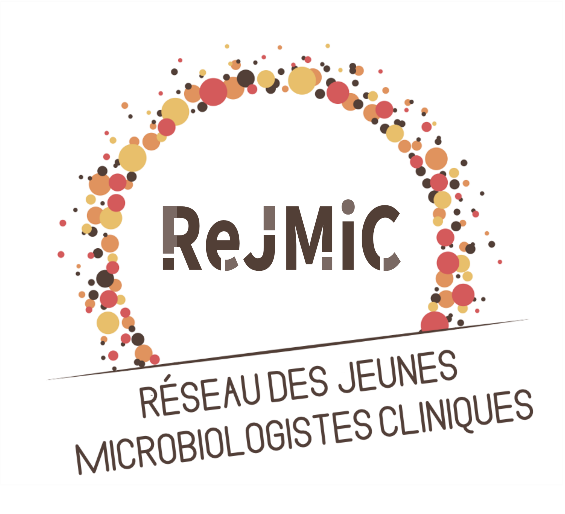 ReJMiC
RÉSEAU DES JEUNES
MICROBIOLOGISTES CLINIQUES